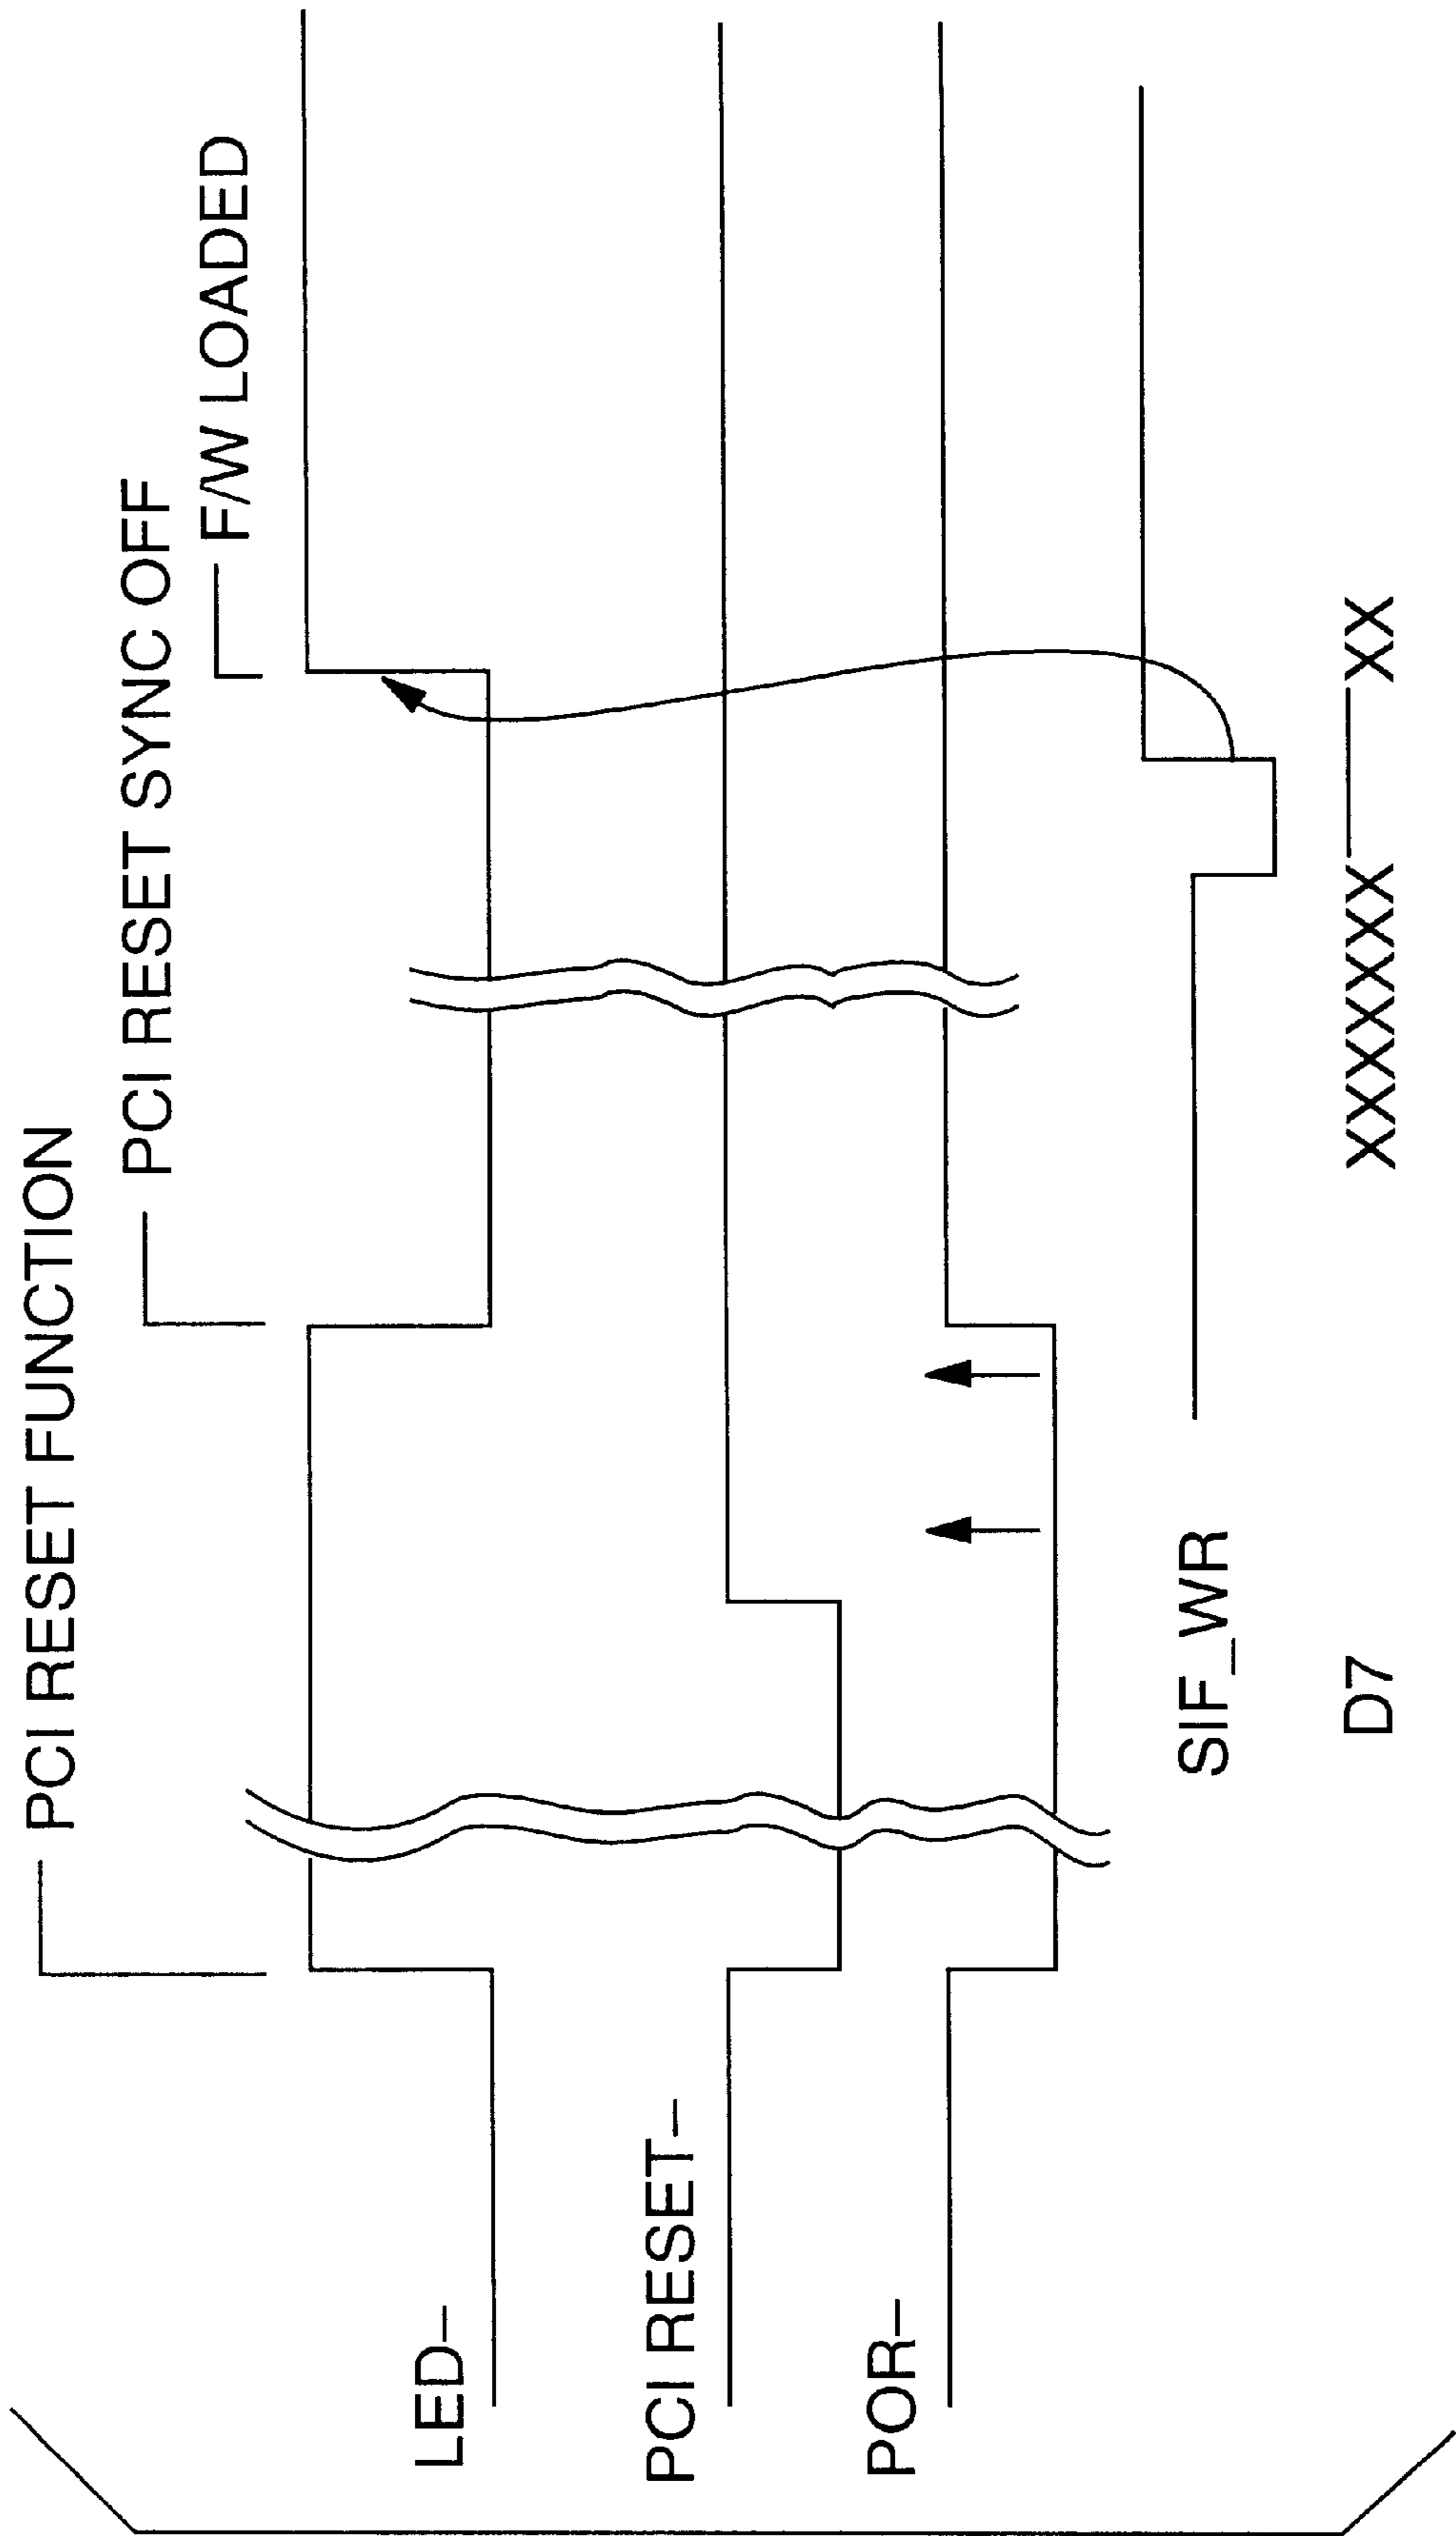 PCI RESET FUNCTION
PCI RESET SYNC OFF
F/W LOADED
LED–
PCI RESET–
POR–
SIF_WR
D7 XXXXXXX XX